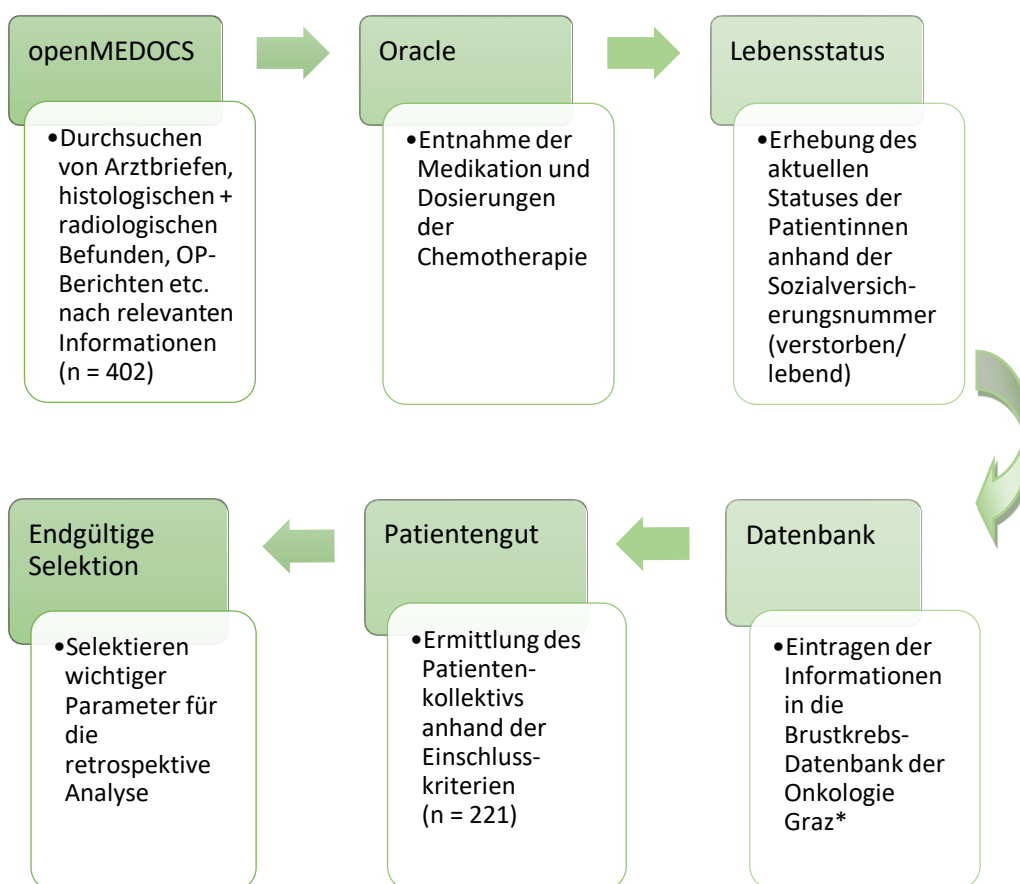 openMEDOCS
•Durchsuchen
von Arztbriefen,
histologischen +
radiologischen
Befunden, OP-
Berichten etc.
nach relevanten
Informationen
(n = 402)
Oracle
•Entnahme der
Medikation und
Dosierungen
der
Chemotherapie
Lebensstatus
•Erhebung des
aktuellen
Statuses der
Patientinnen
anhand der
Sozialversich-
erungsnummer
(verstorben/
lebend)
Datenbank
•Eintragen der
Informationen
in die
Brustkrebs-
Datenbank der
Onkologie
Graz*
Patientengut
•Ermittlung des
Patienten-
kollektivs
anhand der
Einschluss-
kriterien
(n = 221)
Endgültige
Selektion
•Selektieren
wichtiger
Parameter für
die
retrospektive
Analyse